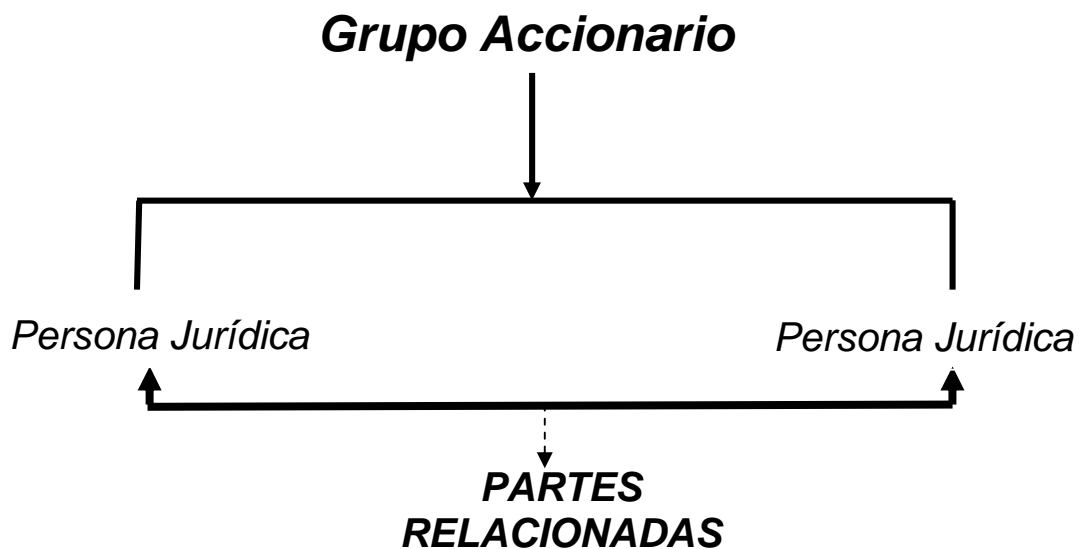 Grupo Accionario
Persona Jurídica
Persona Jurídica
PARTES
RELACIONADAS